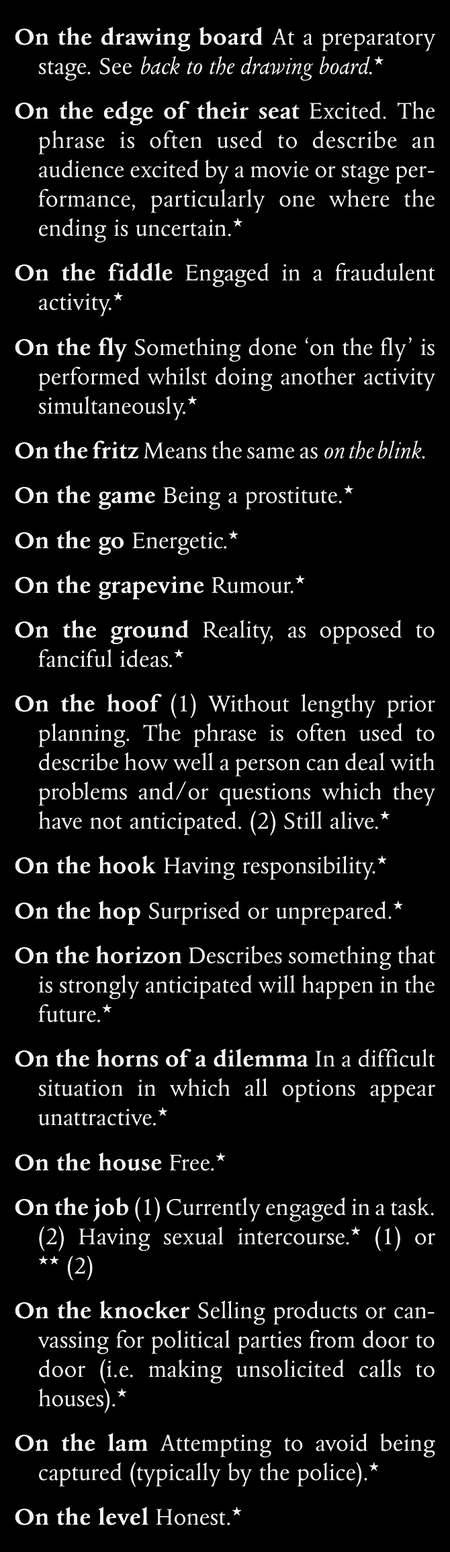 On the drawing board At a preparatory
stage. See back to the drawing board.★
On the edge of their seat Excited. The
phrase is often used to describe an
audience excited by a movie or stage per-
formance, particularly one where the
ending is uncertain.★
On the fiddle Engaged in a fraudulent
activity.★
On the fly Something done ‘on the fly’ is
performed whilst doing another activity
simultaneously.★
On the fritz Means the same as on the blink.
On the game Being a prostitute.★
On the go Energetic.★
On the grapevine Rumour.★
On the ground Reality, as opposed to
fanciful ideas.★
On the hoof (1) Without lengthy prior
planning. The phrase is often used to
describe how well a person can deal with
problems and/or questions which they
have not anticipated. (2) Still alive.★
On the hook Having responsibility.★
On the hop Surprised or unprepared.★
On the horizon Describes something that
is strongly anticipated will happen in the
future.★
On the horns of a dilemma In a difficult
situation in which all options appear
unattractive.★
On the house Free.★
On the job (1) Currently engaged in a task.
(2) Having sexual intercourse.★ (1) or
★★ (2)
On the knocker Selling products or can-
vassing for political parties from door to
door (i.e. making unsolicited calls to
houses).★
On the lam Attempting to avoid being
captured (typically by the police).★
On the level Honest.★